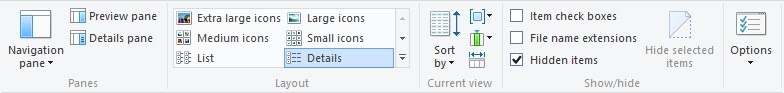 Navigation
pane
Preview pane
Details pane
Panes
Extra large icons
Large icons
Medium icons
Small icons
List
Details
Layout
Sort
by
Current view
Item check boxes
File name extensions
Hidden items
Hide selected
items
Show/hide
Options